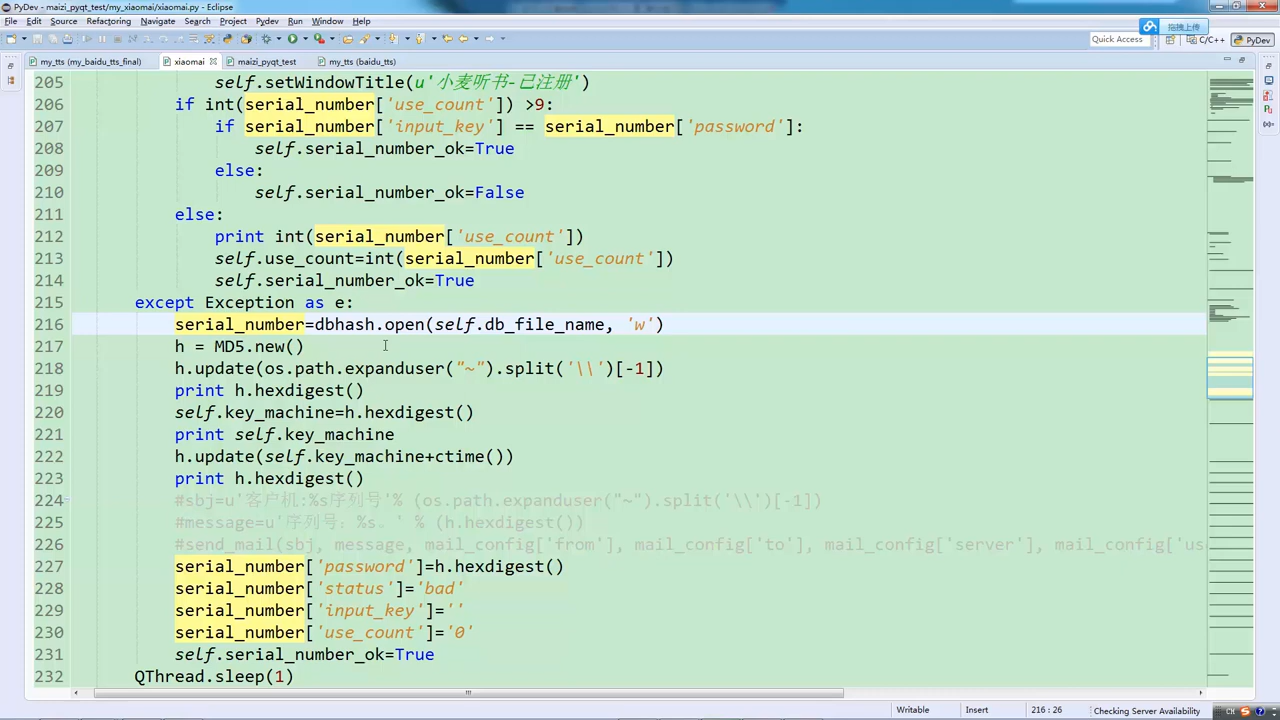 PyDev - maizi_pyqt_test/my_xiaomai/xiaomai.py - Eclipse
File Edit Source Refactoring Navigate Search Project Pydev Run Window Help
拖拽上传
Quick Access
C/C++
PyDev
my_tts (my_baidu_tts_final)
xiaomai
maizi_pyqt_test
my_tts (baidu_tts)
205 self.setWindowTitle(u'小麦听书-已注册')
206 if int(serial_number['use_count']) >9:
207 if serial_number['input_key'] == serial_number['password']:
208 self.serial_number_ok=True
209 else:
210 self.serial_number_ok=False
211 else:
212 print int(serial_number['use_count'])
213 self.use_count=int(serial_number['use_count'])
214 self.serial_number_ok=True
215 except Exception as e:
216 serial_number=dbhash.open(self.db_file_name, 'w')
217 h = MD5.new()
218 h.update(os.path.expanduser("~").split('\\')[-1])
219 print h.hexdigest()
220 self.key_machine=h.hexdigest()
221 print self.key_machine
222 h.update(self.key_machine+ctime())
223 print h.hexdigest()
224 #sbj=u'客户机:%s序列号'% (os.path.expanduser("~").split('\\')[-1])
225 #message=u'序列号：%s。' % (h.hexdigest())
226 #send_mail(sbj, message, mail_config['from'], mail_config['to'], mail_config['server'], mail_config['us
227 serial_number['password']=h.hexdigest()
228 serial_number['status']='bad'
229 serial_number['input_key']=''
230 serial_number['use_count']='0'
231 self.serial_number_ok=True
232 QThread.sleep(1)
Writable
Insert
216 : 26
Checking Server Availability
CH